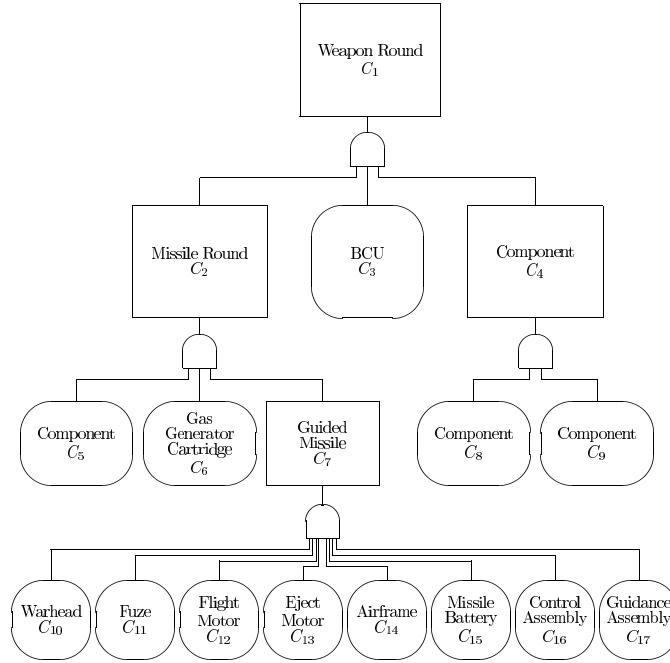 Weapon Round
C₁
Missile Round
C₂
BCU
C₃
Component
C₄
Component
C₅
Gas
Generator
Cartridge
C₆
Guided
Missile
C₇
Component
C₈
Component
C₉
Warhead
C₁₀
Fuze
C₁₁
Flight
Motor
C₁₂
Eject
Motor
C₁₃
Airframe
C₁₄
Missile
Battery
C₁₅
Control
Assembly
C₁₆
Guidance
Assembly
C₁₇